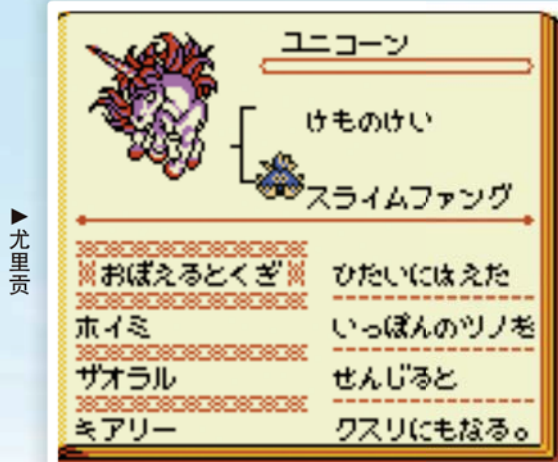 ▶尤里贡
ユニコーン
けものけい
スライムファング
おぼえるとくぎ
ホイミ
ザオラル
キアリー
ひたいにはえた
いっぽんのツノを
せんじると
クスリにもなる。